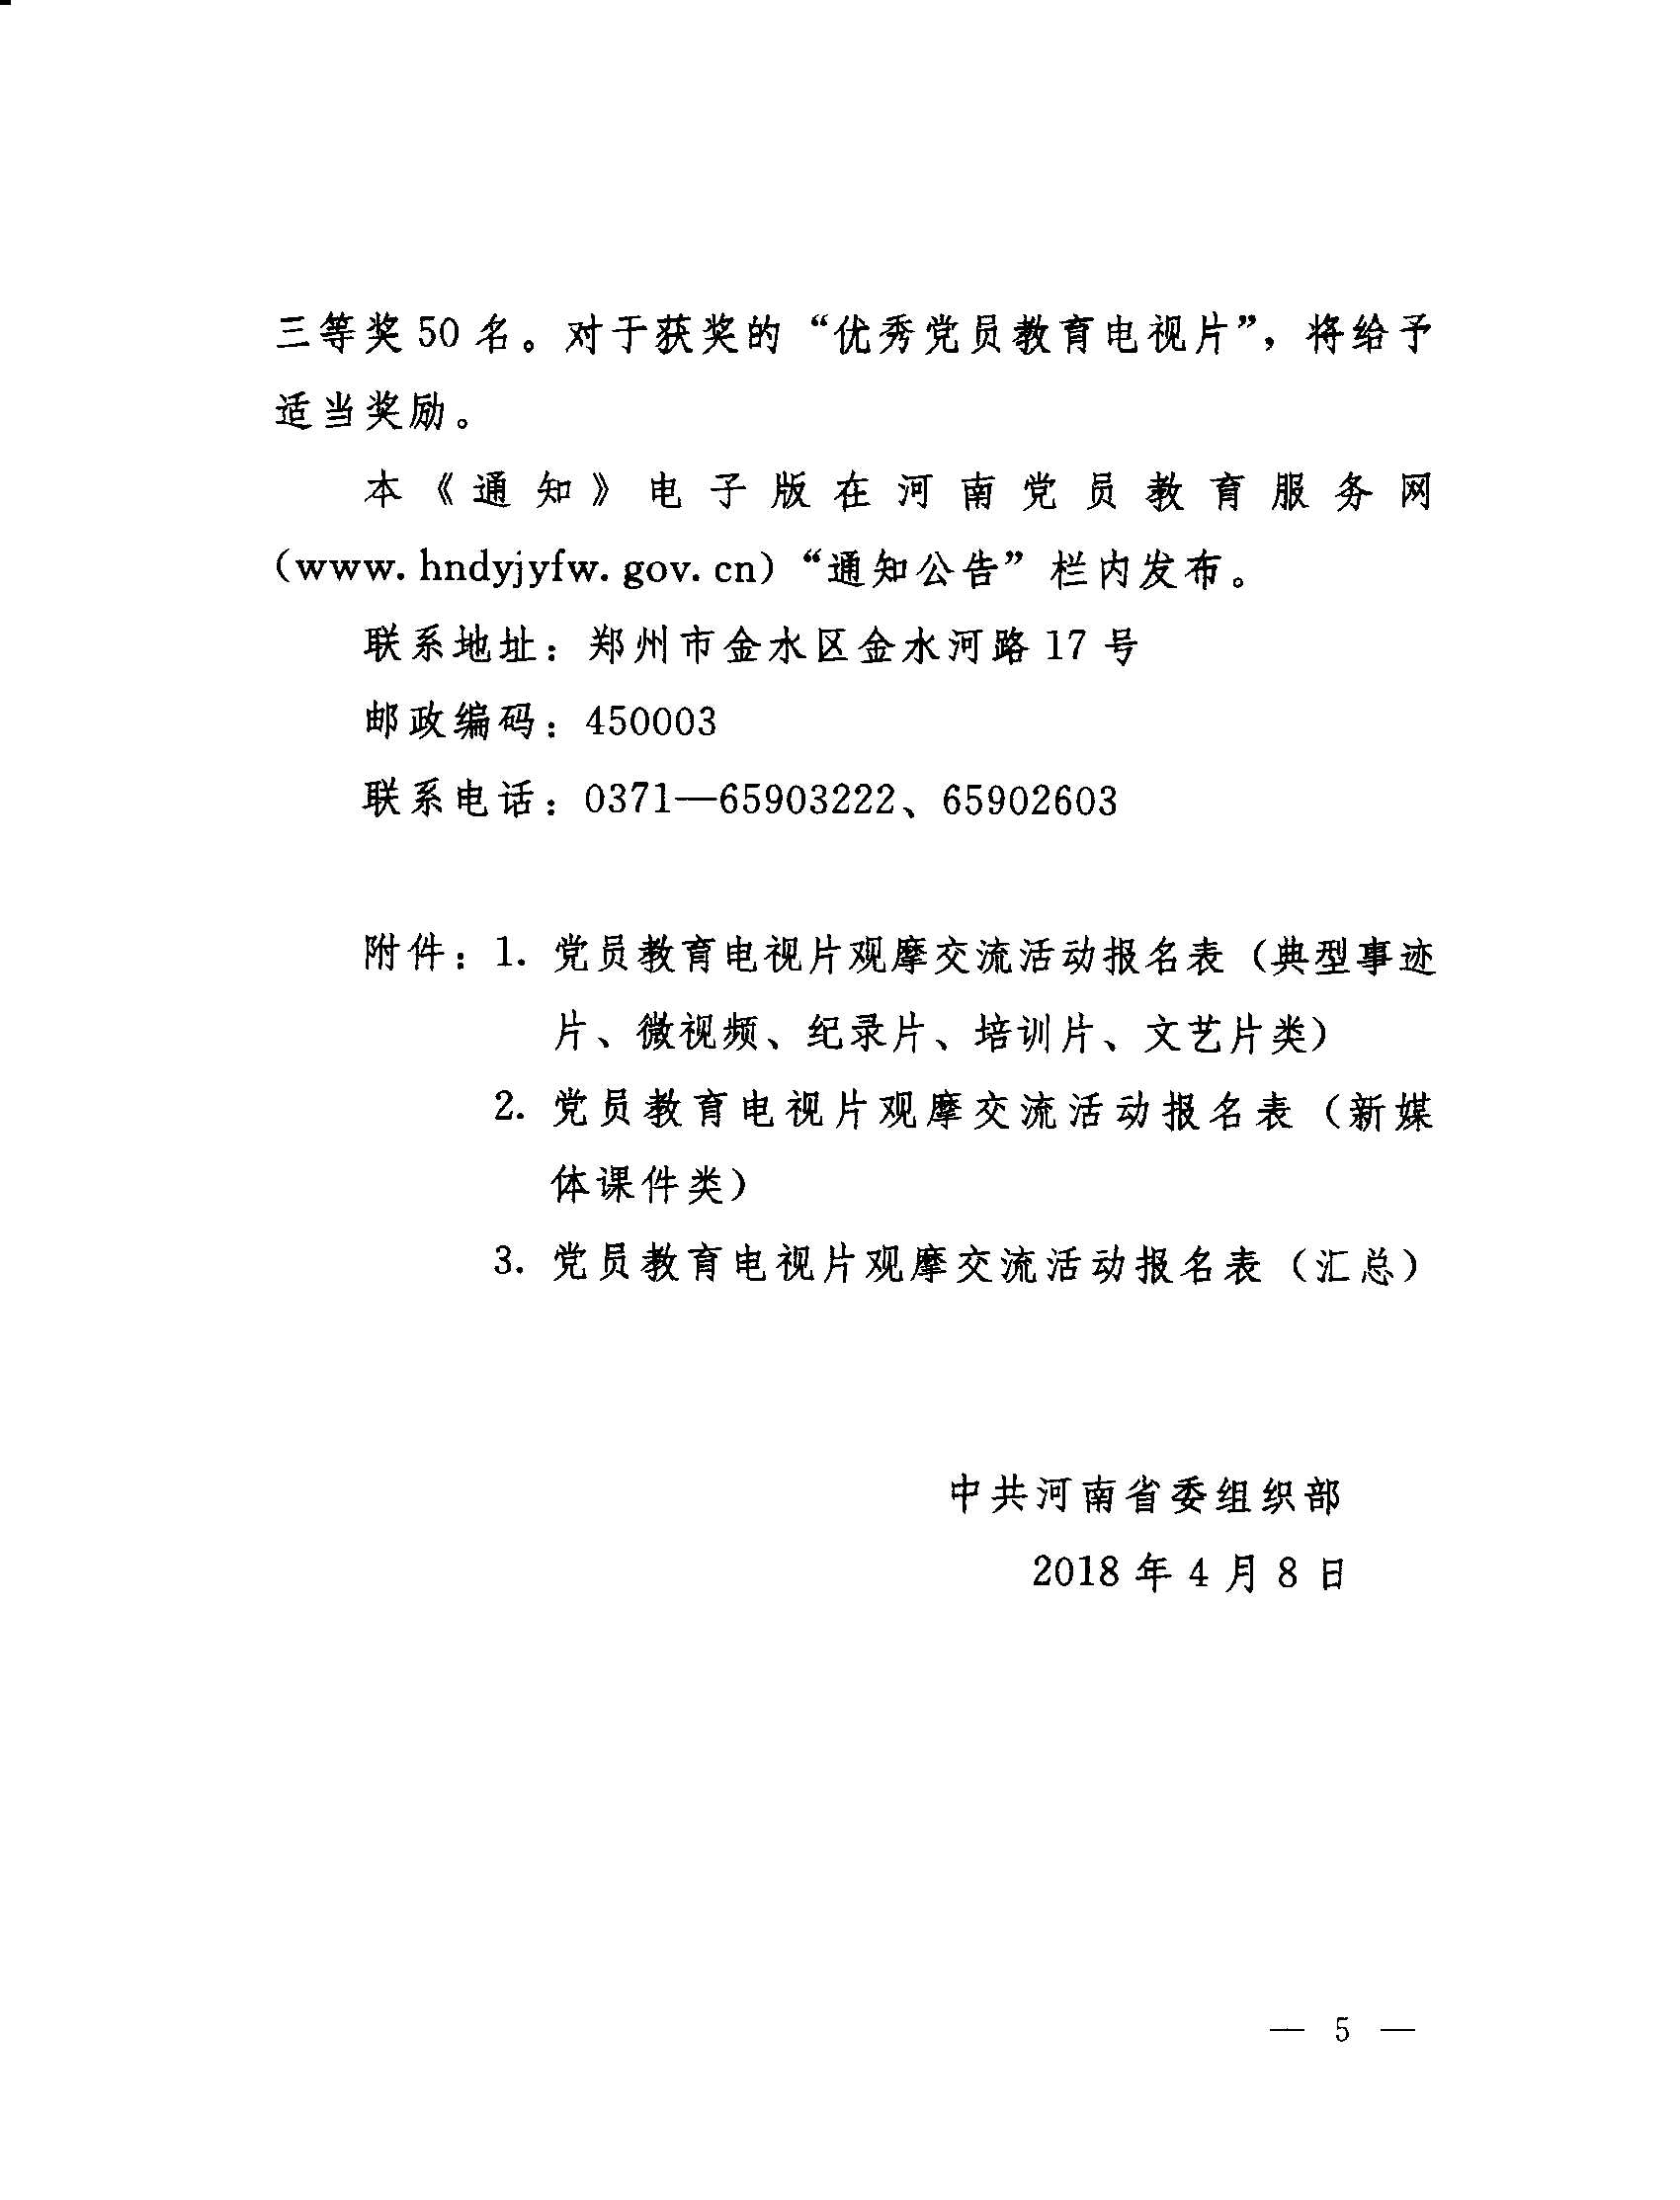 三等奖 50 名。对于获奖的“优秀党员教育电视片”，将给予
适当奖励。
本《通知》电子版在河南党员教育服务网
(www.hndyjyfw.gov.cn)“通知公告”栏内发布。
联系地址：郑州市金水区金水河路 17 号
邮政编码：450003
联系电话：0371—65903222、65902603
附件：1. 党员教育电视片观摩交流活动报名表（典型事迹
片、微视频、纪录片、培训片、文艺片类）
2. 党员教育电视片观摩交流活动报名表（新媒
体课件类）
3. 党员教育电视片观摩交流活动报名表（汇总）
中共河南省委组织部
2018 年 4 月 8 日
— 5 —